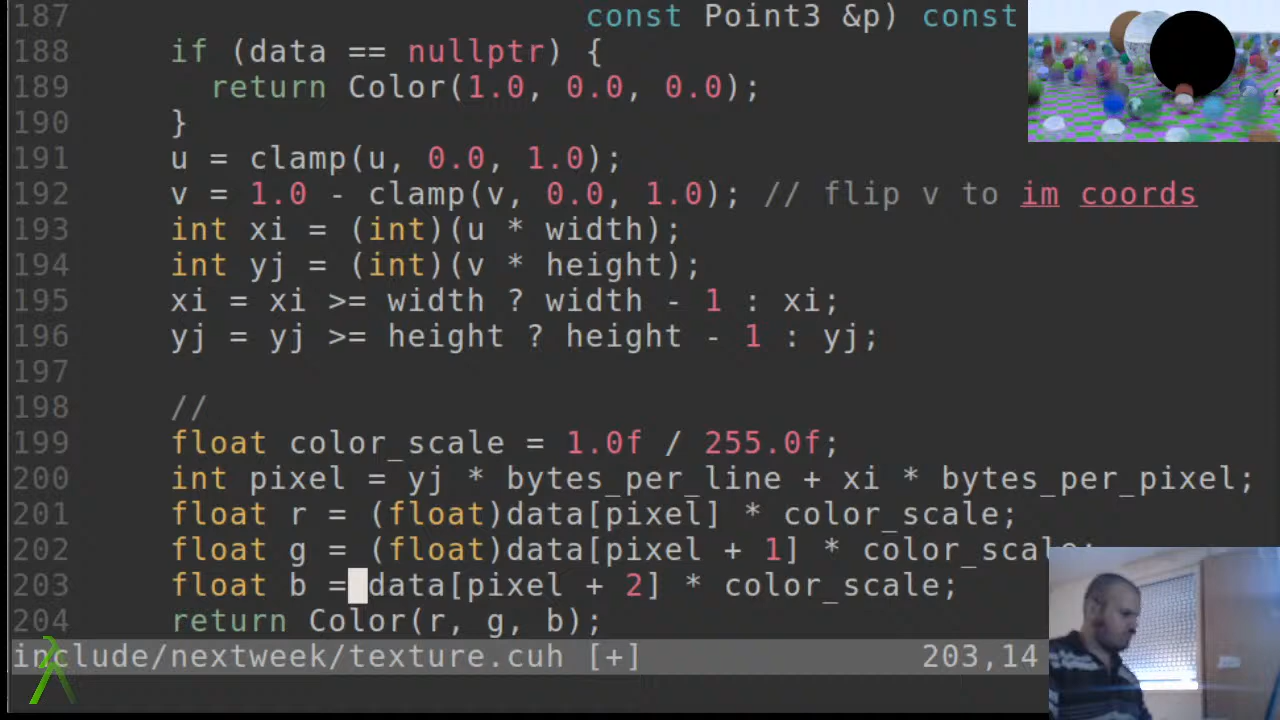 187 const Point3 &p) const
188 if (data == nullptr) {
189 return Color(1.0, 0.0, 0.0);
190 }
191 u = clamp(u, 0.0, 1.0);
192 v = 1.0 - clamp(v, 0.0, 1.0); // flip v to im coords
193 int xi = (int)(u * width);
194 int yj = (int)(v * height);
195 xi = xi >= width ? width - 1 : xi;
196 yj = yj >= height ? height - 1 : yj;
197
198 //
199 float color_scale = 1.0f / 255.0f;
200 int pixel = yj * bytes_per_line + xi * bytes_per_pixel;
201 float r = (float)data[pixel] * color_scale;
202 float g = (float)data[pixel + 1] * color_scale;
203 float b = data[pixel + 2] * color_scale;
204 return Color(r, g, b);
include/nextweek/texture.cuh [+] 203,14